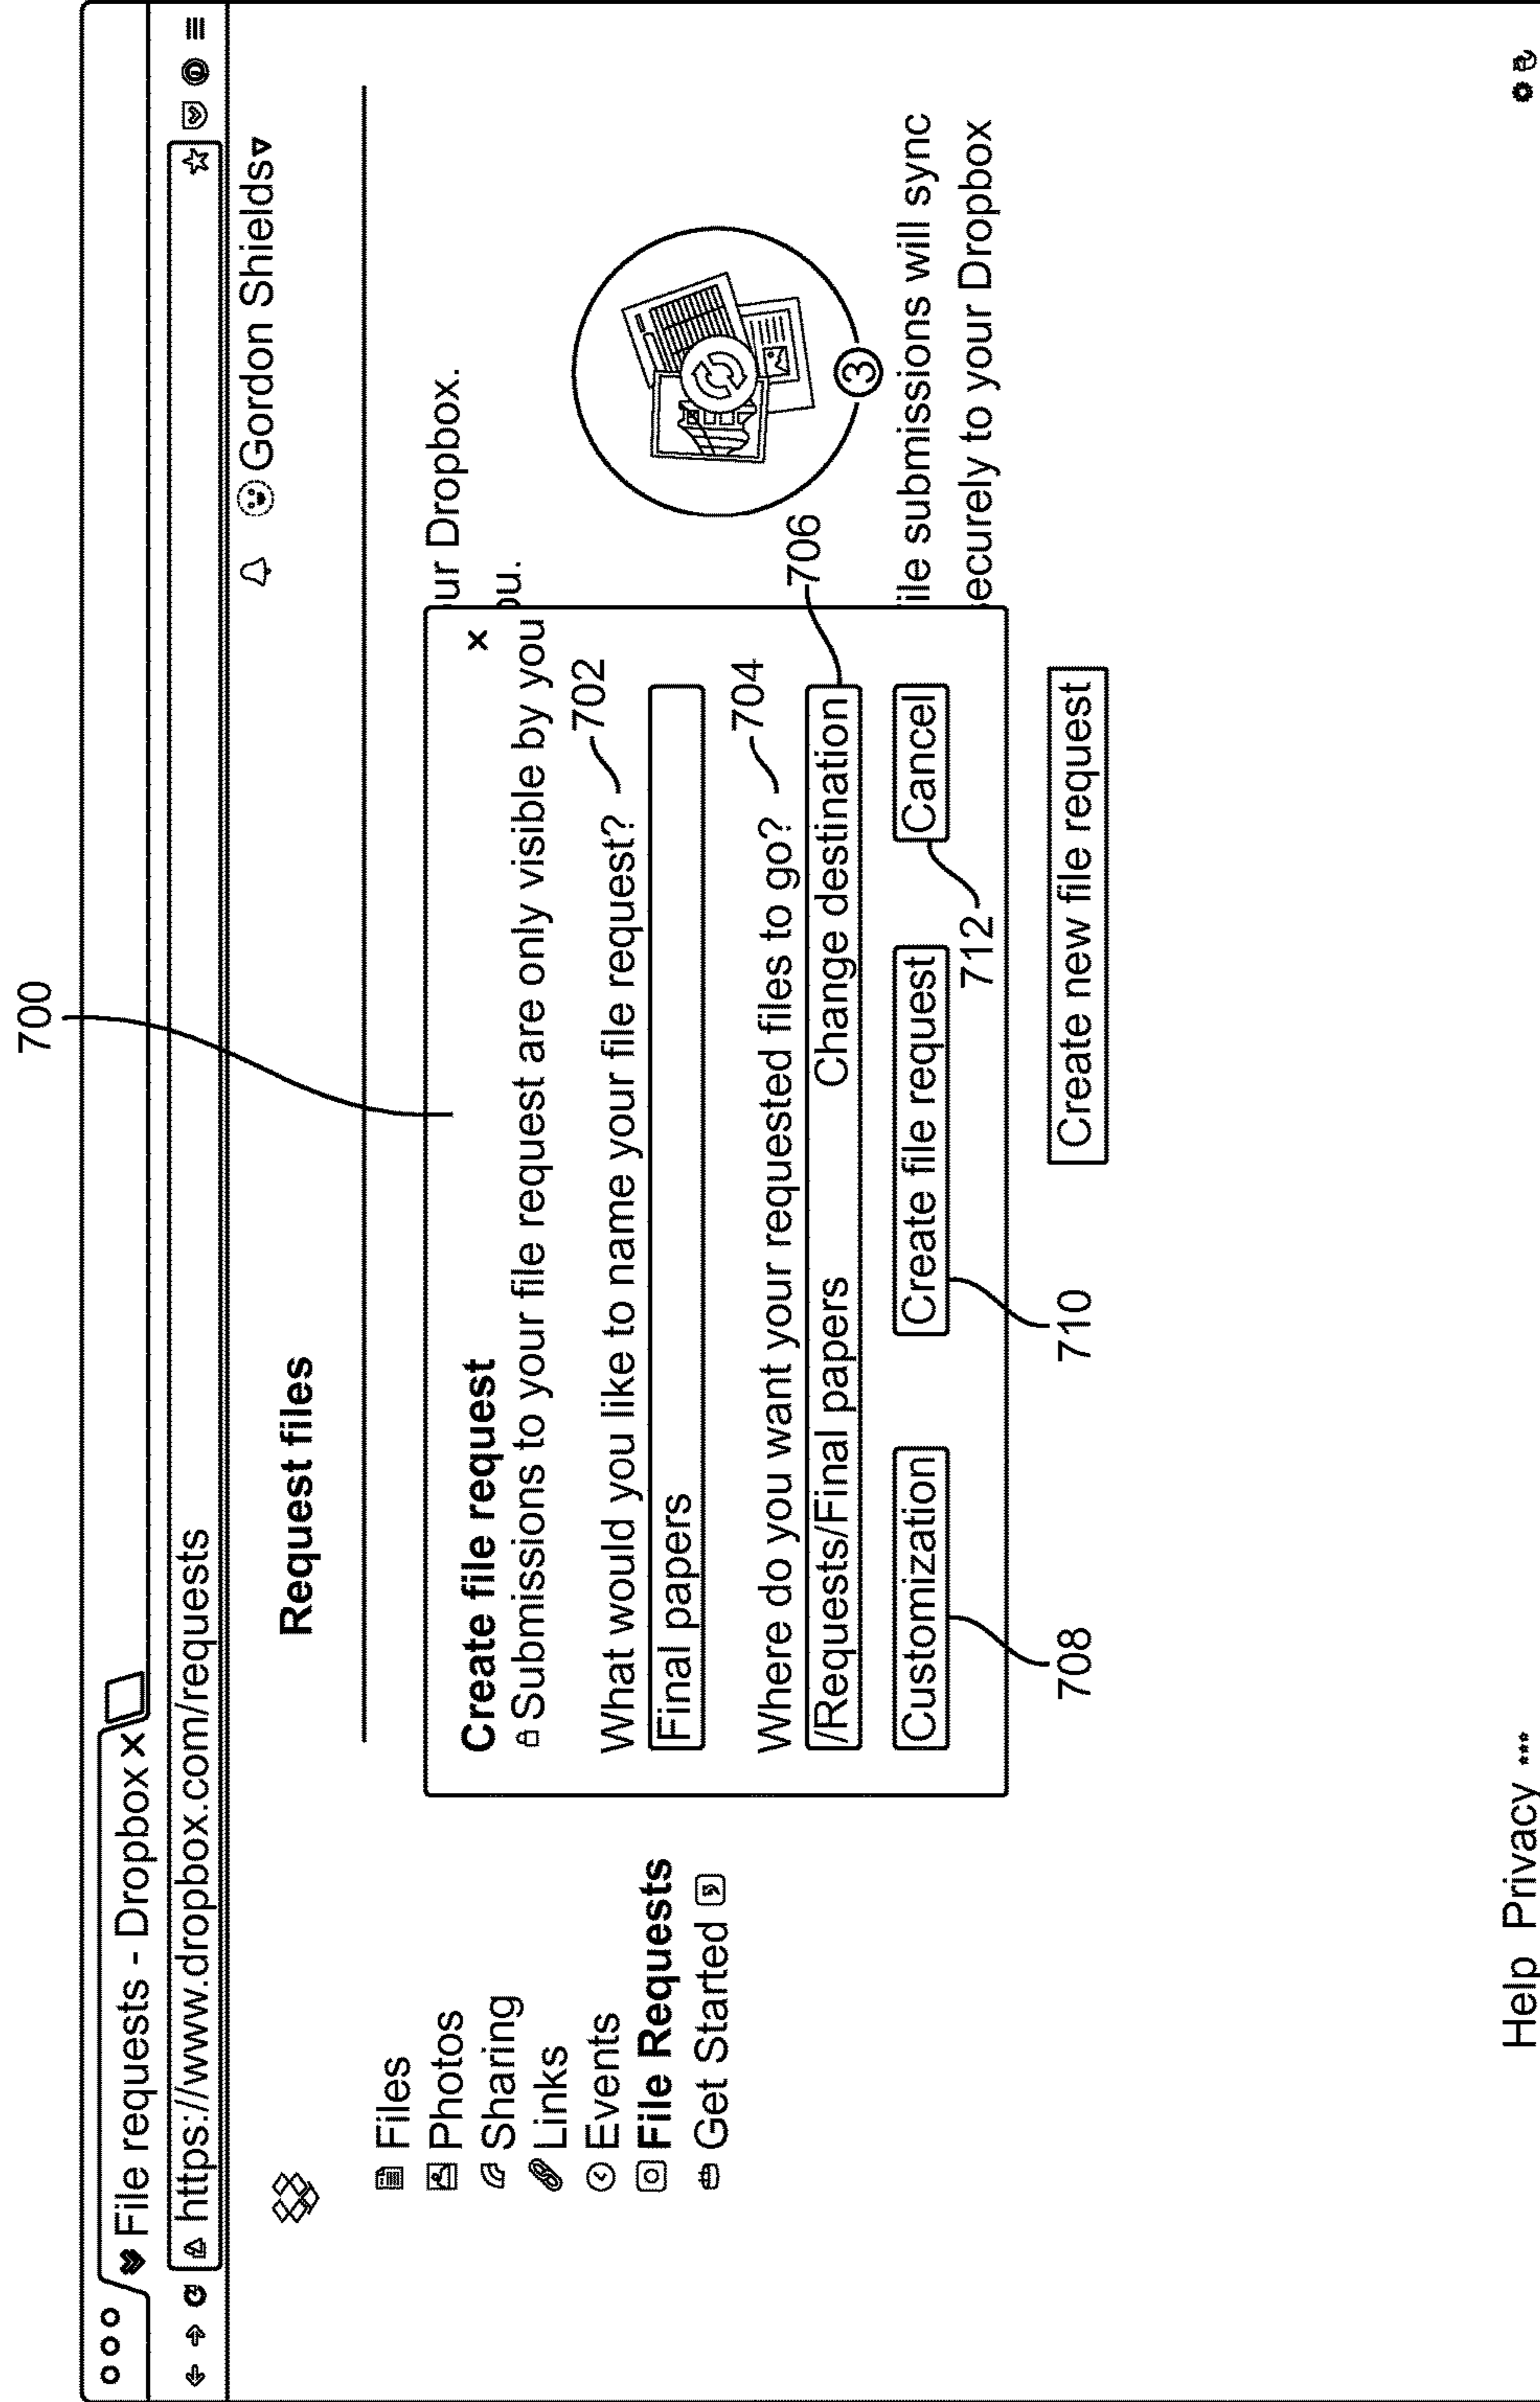 700
File requests - Dropbox X
https://www.dropbox.com/requests
Gordon Shields
Request files
Files
Photos
Sharing
Links
Events
File Requests
Get Started
ur Dropbox.
ou.
Create file request
x
Submissions to your file request are only visible by you
What would you like to name your file request?
702
Final papers
Where do you want your requested files to go?
704
/Requests/Final papers
Change destination
706
Customization
Create file request
Cancel
708
710
712
3
ile submissions will sync
ecurely to your Dropbox
Create new file request
Help Privacy ***